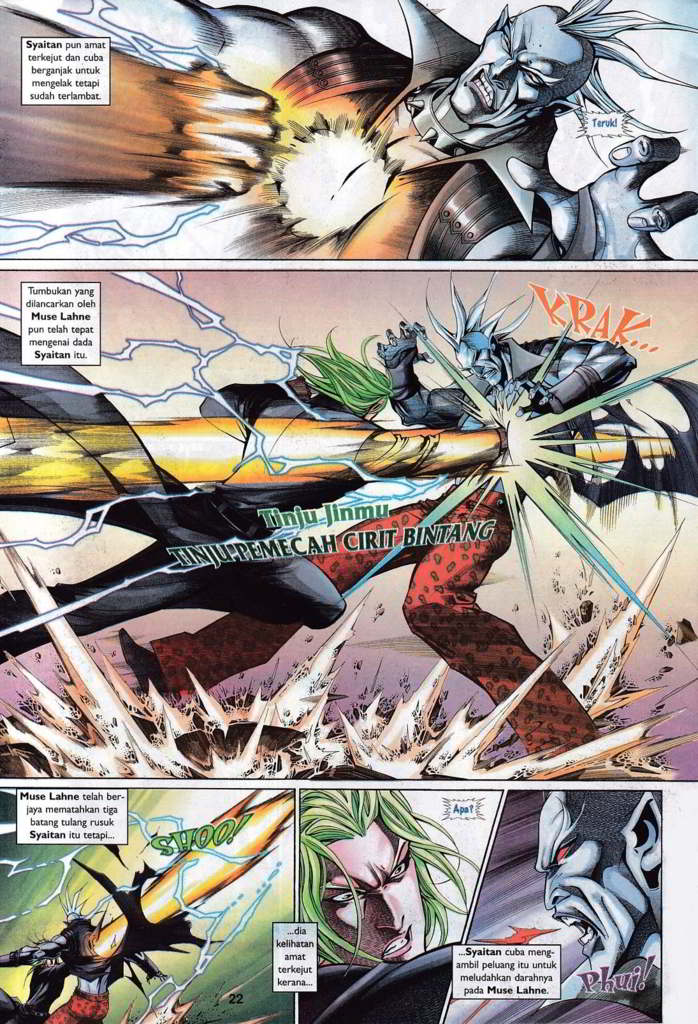 Syaitan pun amat
terkejut dan cuba
berganjak untuk
mengelak tetapi
sudah terlambat.
Teruk!
Tumbukan yang
dilancarkan oleh
Muse Lahne
pun telah tepat
mengenai dada
Syaitan itu.
KRAK...
Tinju Jinmu
TINJU PEMECAH CIRIT BINTANG
Muse Lahne telah ber-
jaya mematahkan tiga
batang tulang rusuk
Syaitan itu tetapi...
SHOO!
...dia
kelihatan
amat
terkejut
kerana...
Apa?
...Syaitan cuba meng-
ambil peluang itu untuk
meludahkan darahnya
pada Muse Lahne.
Phui!
22